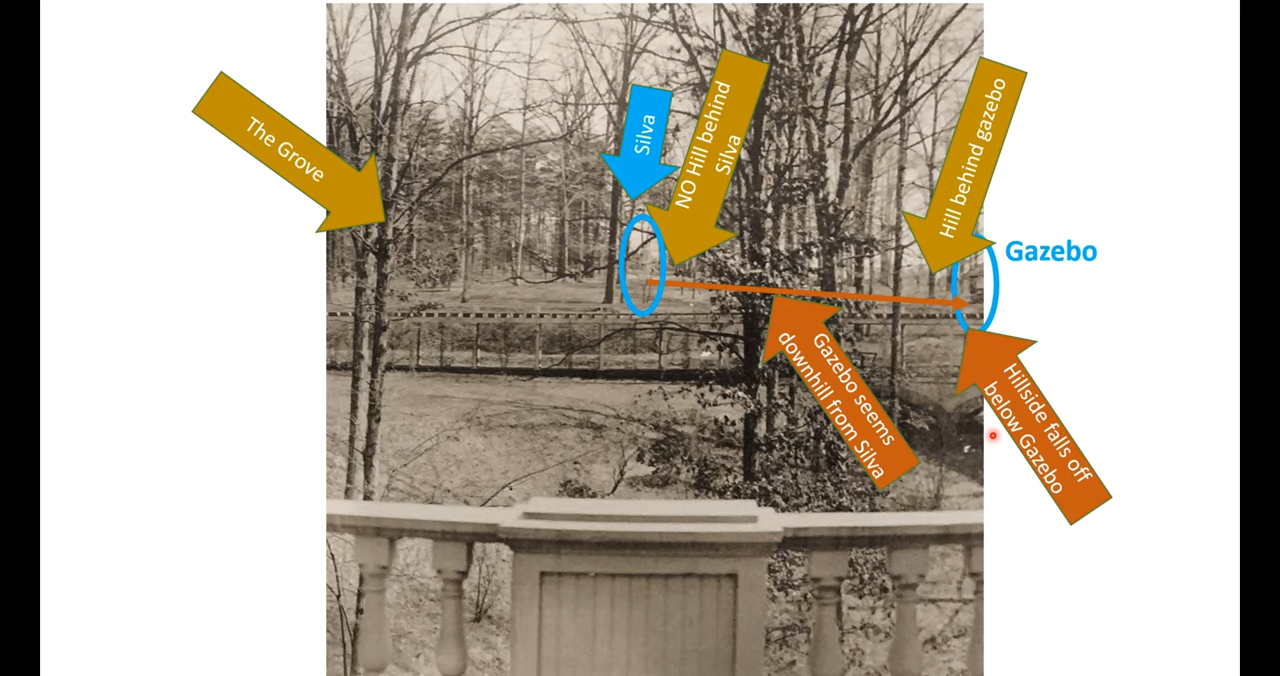 The Grove
Silva
NO Hill behind
Silva
Hill behind gazebo
Gazebo
Gazebo seems
downhill from Silva
Hillside falls off
below Gazebo